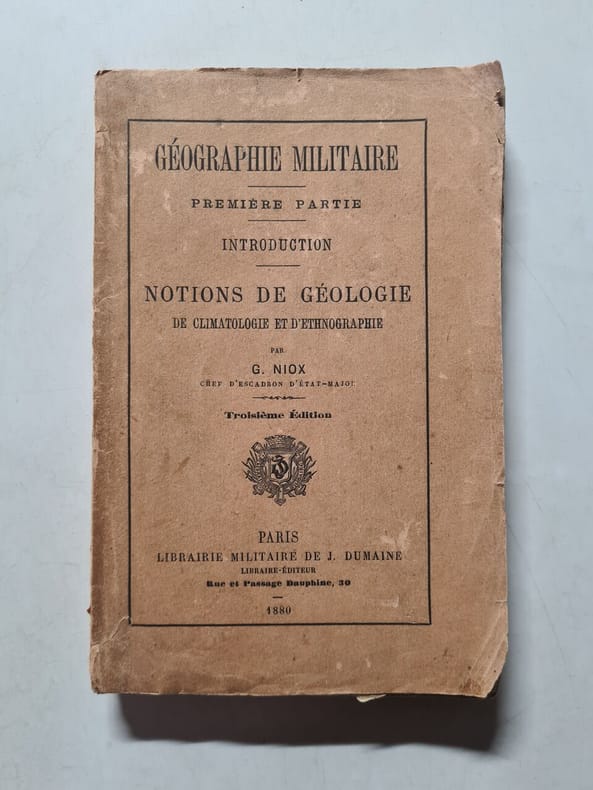 GÉOGRAPHIE MILITAIRE
PREMIÈRE PARTIE
INTRODUCTION
NOTIONS DE GÉOLOGIE
DE CLIMATOLOGIE ET D'ETHNOGRAPHIE
PAR
G. NIOX
CHEF D'ESCADRON D'ÉTAT-MAJOR
Troisième Édition
PARIS
LIBRAIRIE MILITAIRE DE J. DUMAINE
LIBRAIRE-ÉDITEUR
Rue et Passage Dauphine, 30
1880